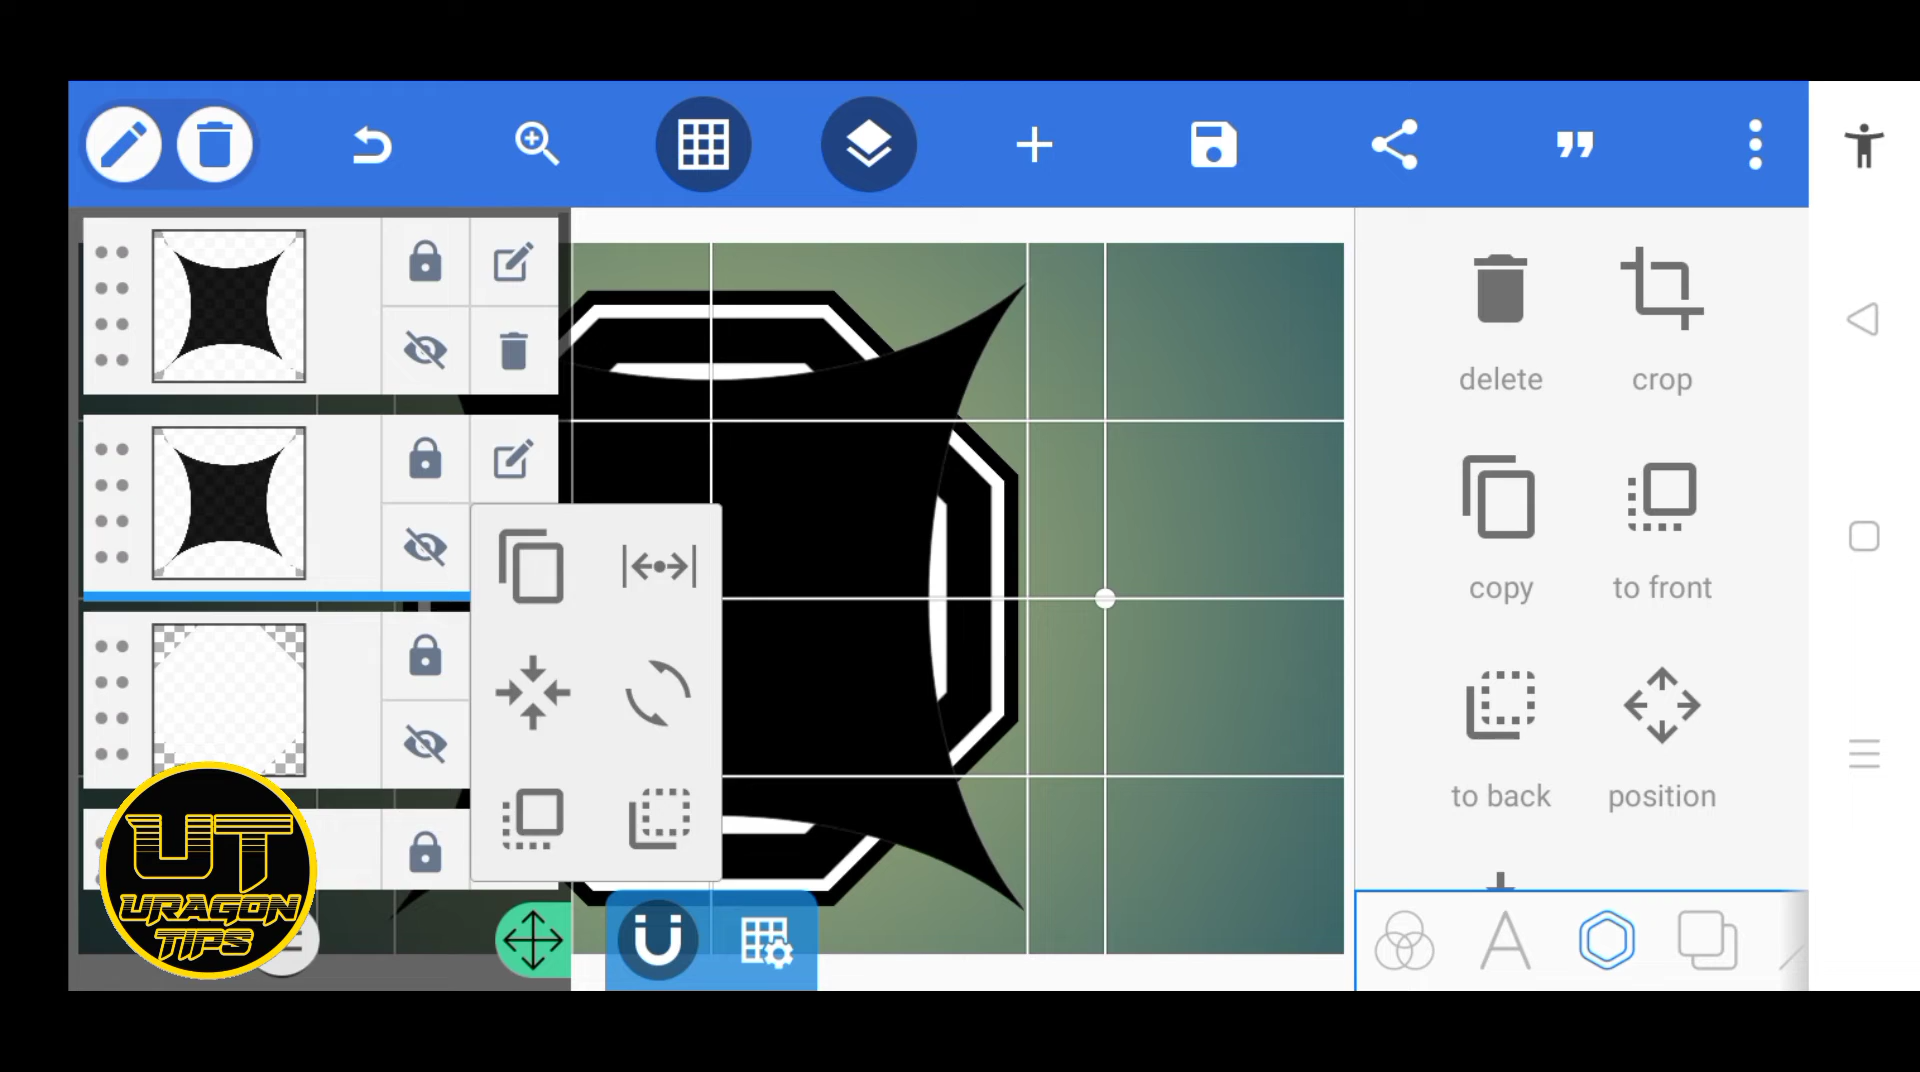 delete
crop
copy
to front
to back
position
UT
URAGON
TIPS